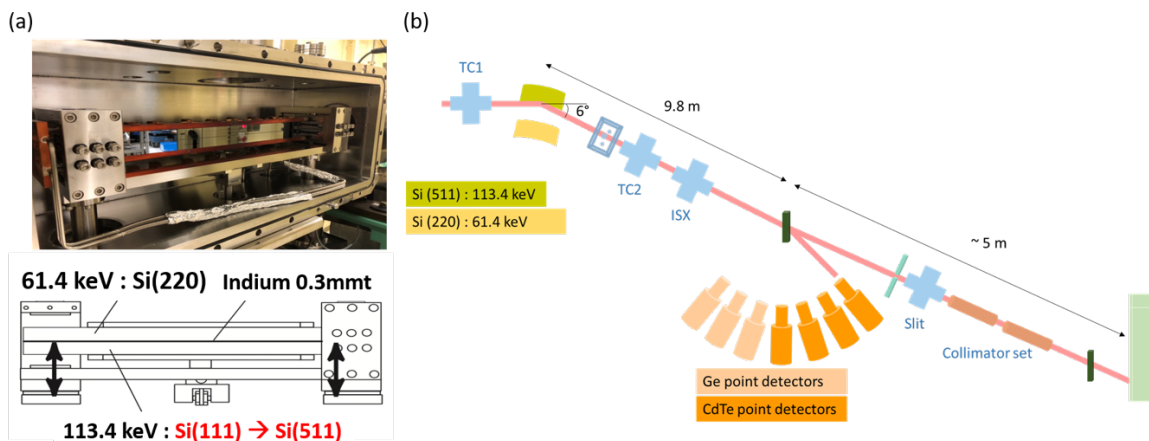 (a)
61.4 keV : Si(220)
Indium 0.3mmt
113.4 keV : Si(111) → Si(511)
(b)
TC1
6°
9.8 m
TC2
ISX
Si (511) : 113.4 keV
Si (220) : 61.4 keV
~ 5 m
Slit
Collimator set
Ge point detectors
CdTe point detectors